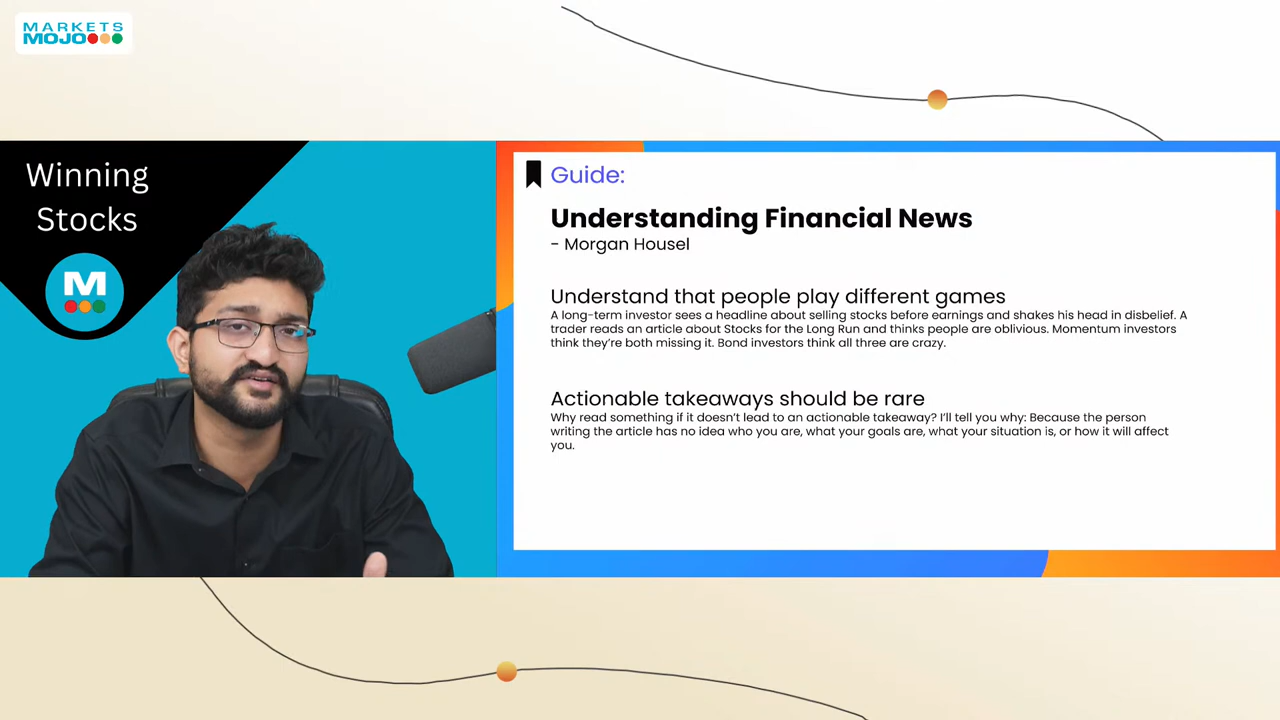 MARKETS
MOJO
Winning
Stocks
M
Guide:
Understanding Financial News
- Morgan Housel
Understand that people play different games
A long-term investor sees a headline about selling stocks before earnings and shakes his head in disbelief. A
trader reads an article about Stocks for the Long Run and thinks people are oblivious. Momentum investors
think they’re both missing it. Bond investors think all three are crazy.
Actionable takeaways should be rare
Why read something if it doesn’t lead to an actionable takeaway? I’ll tell you why: Because the person
writing the article has no idea who you are, what your goals are, what your situation is, or how it will affect
you.